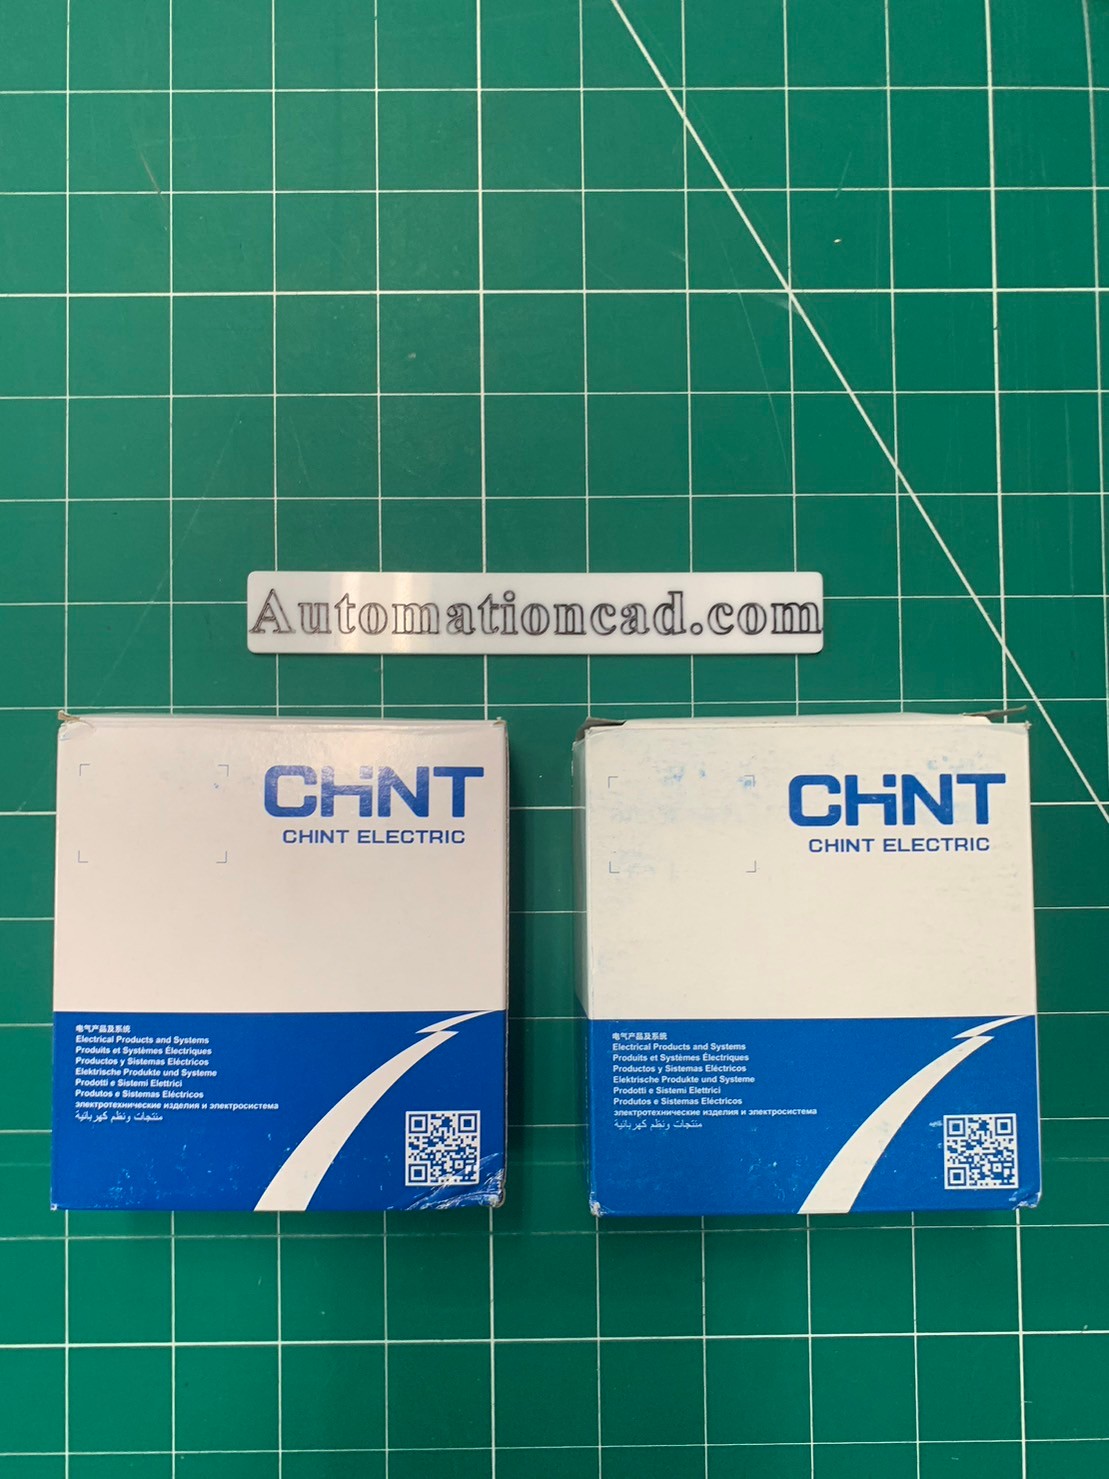 Automationcad.com
CHINT
CHINT ELECTRIC
电气产品及系统
Electrical Products and Systems
Produits et Systèmes Électriques
Productos y Sistemas Eléctricos
Elektrische Produkte und Systeme
Prodotti e Sistemi Elettrici
Produtos e Sistemas Eléctricos
электротехнические изделия и электросистема
منتجات ونظم كهربائية
CHINT
CHINT ELECTRIC
电气产品及系统
Electrical Products and Systems
Produits et Systèmes Électriques
Productos y Sistemas Eléctricos
Elektrische Produkte und Systeme
Prodotti e Sistemi Elettrici
Produtos e Sistemas Eléctricos
электротехнические изделия и электросистема
منتجات ونظم كهربائية